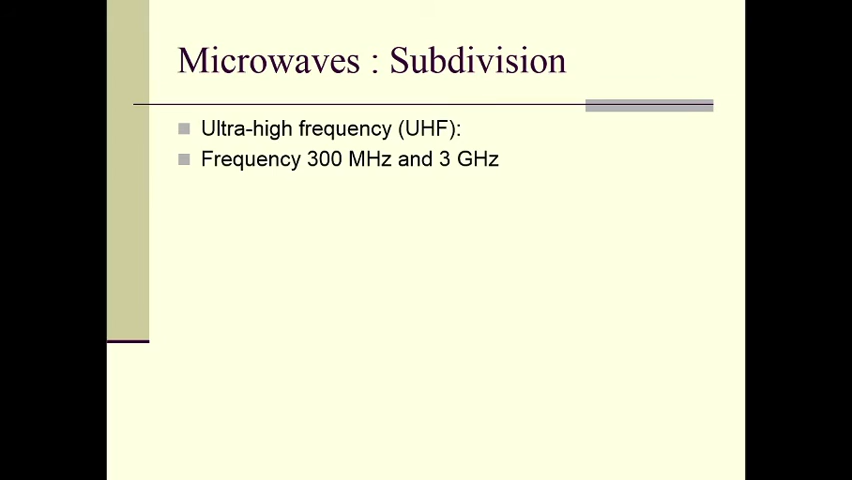 Microwaves : Subdivision
Ultra-high frequency (UHF):
Frequency 300 MHz and 3 GHz